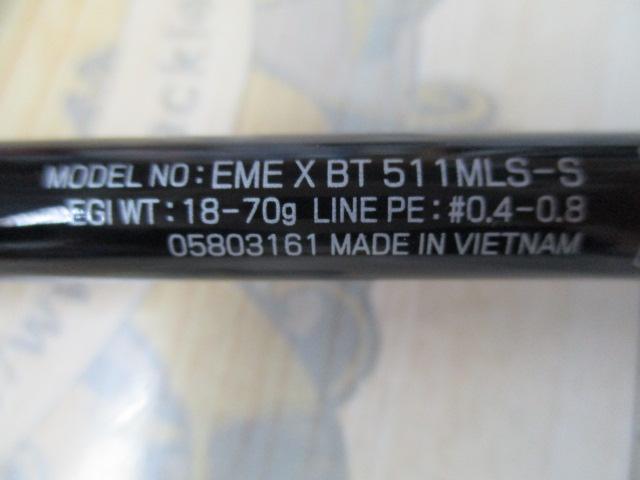 MODEL NO : EME X BT 511MLS-S
EGI WT : 18-70g LINE PE : #0.4-0.8
05803161 MADE IN VIETNAM